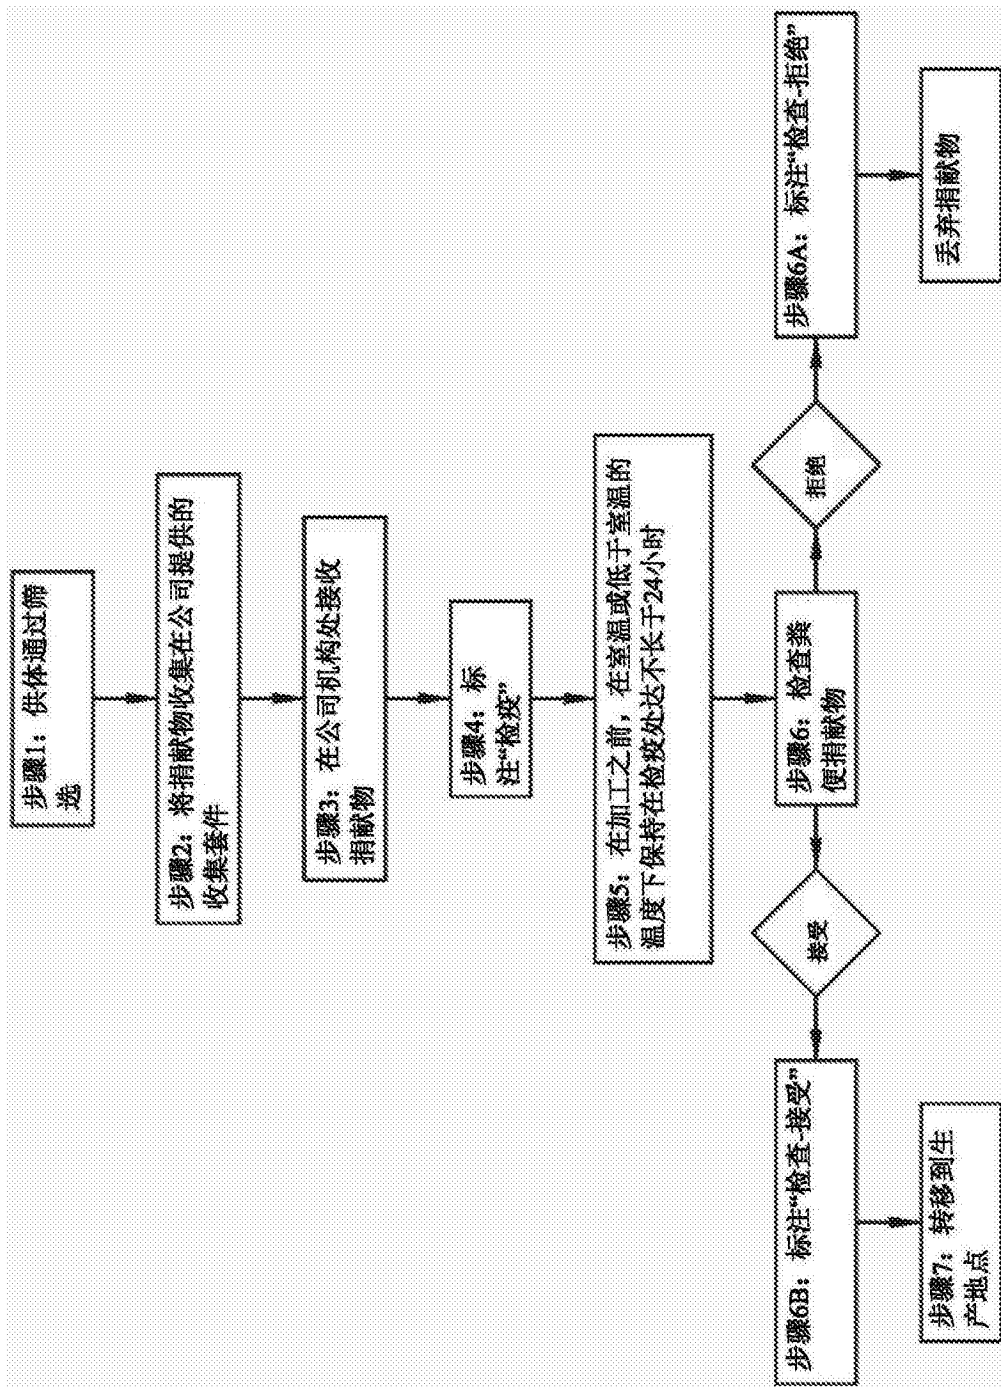 步骤1：供体通过筛
选
步骤2：将捐献物收集在公司提供的
收集套件
步骤3：在公司机构处接收
捐献物
步骤4：标
注“检疫”
步骤5：在加工之前，在室温或低于室温的
温度下保持在检疫处达不长于24小时
步骤6：检查粪
便捐献物
接受
拒绝
步骤6B：标注“检查-接受”
步骤6A：标注“检查-拒绝”
步骤7：转移到生
产地点
丢弃捐献物